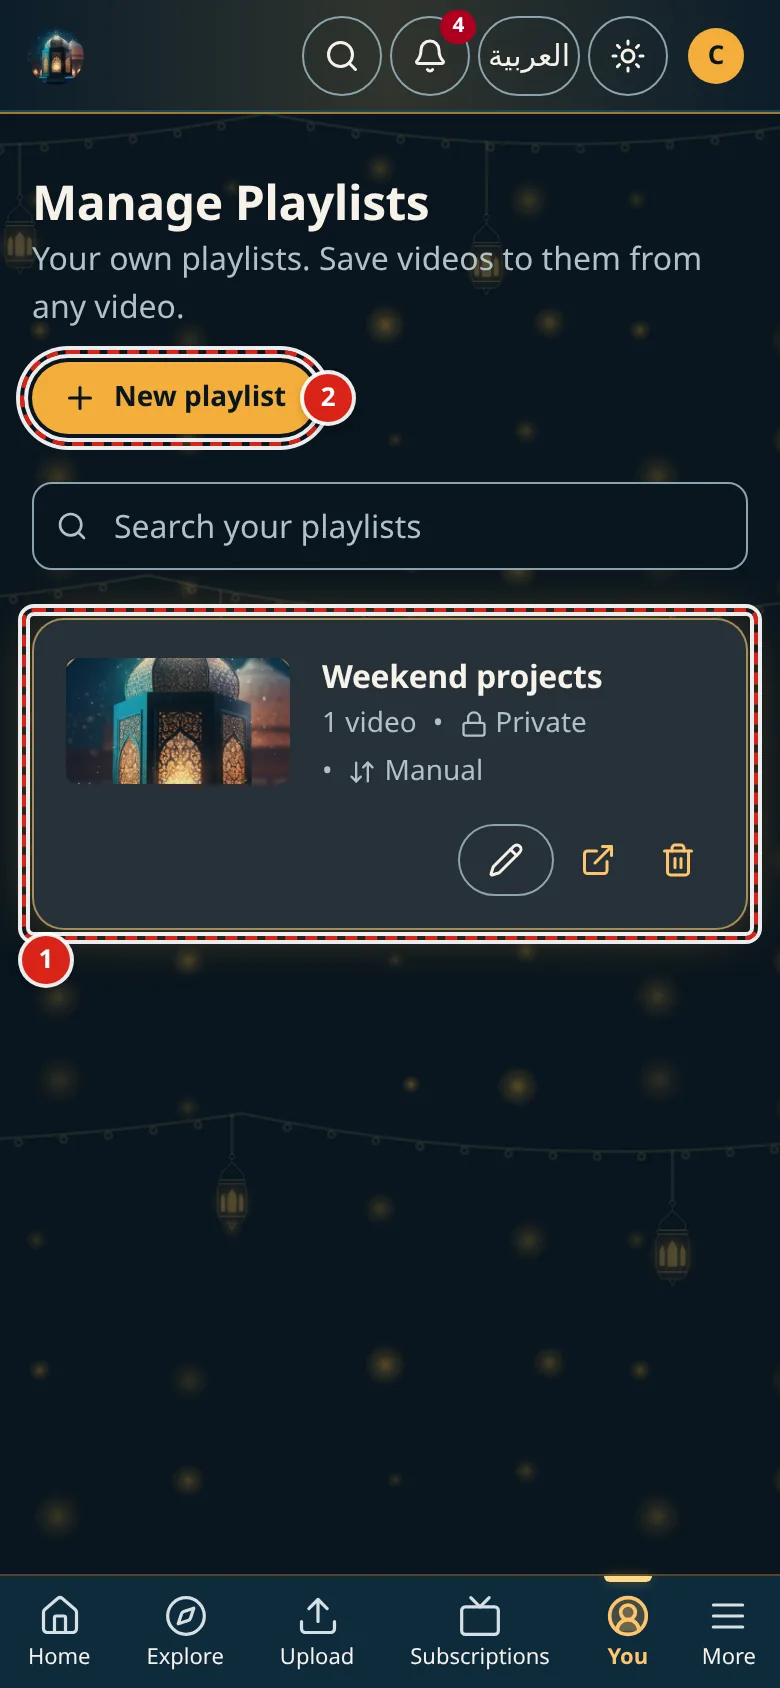 4
العربية
C
Manage Playlists
Your own playlists. Save videos to them from
any video.
New playlist
2
Search your playlists
Weekend projects
1 video • Private
• Manual
1
Home
Explore
Upload
Subscriptions
You
More